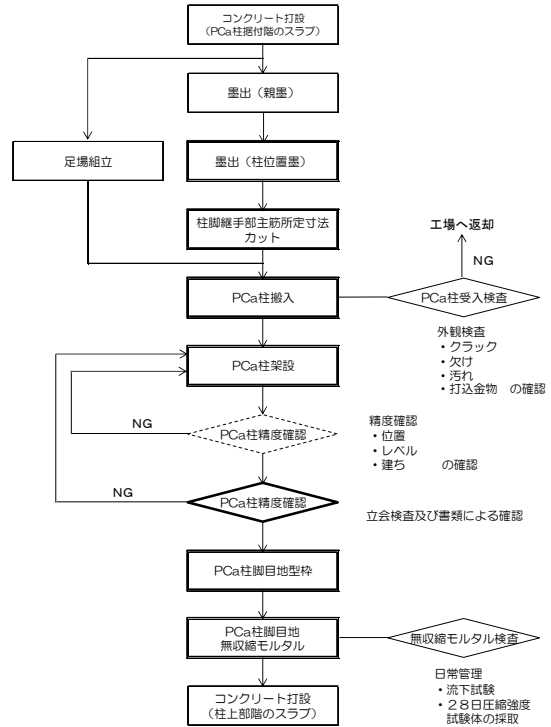 コンクリート打設
（PCa柱据付階のスラブ）
墨出（親墨）
足場組立
墨出（柱位置墨）
柱脚継手部主筋所定寸法
カット
工場へ返却
NG
PCa柱搬入
PCa柱受入検査
外観検査
・クラック
・欠け
・汚れ
・打込金物　の確認
PCa柱架設
NG
PCa柱精度確認
精度確認
・位置
・レベル
・建ち　　の確認
NG
PCa柱精度確認
立会検査及び書類による確認
PCa柱脚目地型枠
PCa柱脚目地
無収縮モルタル
無収縮モルタル検査
日常管理
・流下試験
・２８日圧縮強度
試験体の採取
コンクリート打設
（柱上部階のスラブ）